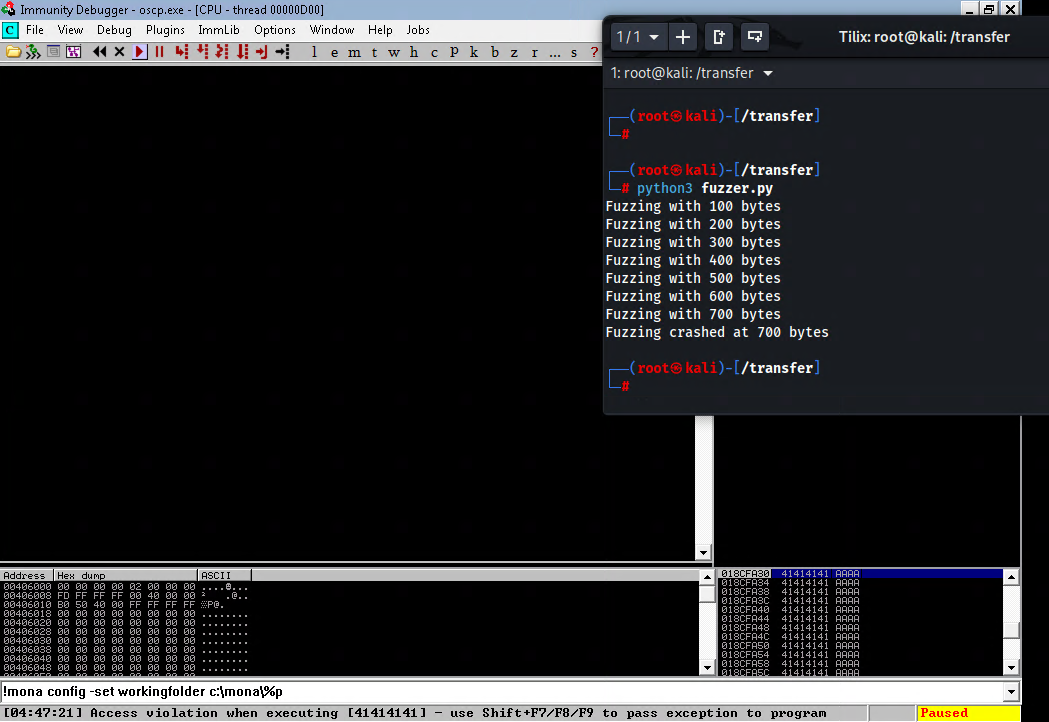 Immunity Debugger - oscp.exe - [CPU - thread 00000D00]
C File View Debug Plugins ImmLib Options Window Help Jobs
l e m t w h c P k b z r ... s ?
1/1
Tilix: root@kali: /transfer
1: root@kali: /transfer
(root㉿kali)-[/transfer]
#
(root㉿kali)-[/transfer]
# python3 fuzzer.py
Fuzzing with 100 bytes
Fuzzing with 200 bytes
Fuzzing with 300 bytes
Fuzzing with 400 bytes
Fuzzing with 500 bytes
Fuzzing with 600 bytes
Fuzzing with 700 bytes
Fuzzing crashed at 700 bytes
(root㉿kali)-[/transfer]
#
Address Hex dump ASCII
00406000 00 00 00 00 02 00 00 00 ....@...
00406008 FD FF FF FF 00 40 00 00 ² .@..
00406010 B0 50 40 00 FF FF FF FF ░P@.
00406018 00 00 00 00 00 00 00 00 ........
00406020 00 00 00 00 00 00 00 00 ........
00406028 00 00 00 00 00 00 00 00 ........
00406030 00 00 00 00 00 00 00 00 ........
00406038 00 00 00 00 00 00 00 00 ........
00406040 00 00 00 00 00 00 00 00 ........
00406048 00 00 00 00 00 00 00 00 ........
018CFA30 41414141 AAAA
018CFA34 41414141 AAAA
018CFA38 41414141 AAAA
018CFA3C 41414141 AAAA
018CFA40 41414141 AAAA
018CFA44 41414141 AAAA
018CFA48 41414141 AAAA
018CFA4C 41414141 AAAA
018CFA50 41414141 AAAA
018CFA54 41414141 AAAA
018CFA58 41414141 AAAA
018CFA5C 41414141 AAAA
!mona config -set workingfolder c:\mona\%p
[04:47:21] Access violation when executing [41414141] - use Shift+F7/F8/F9 to pass exception to program
Paused